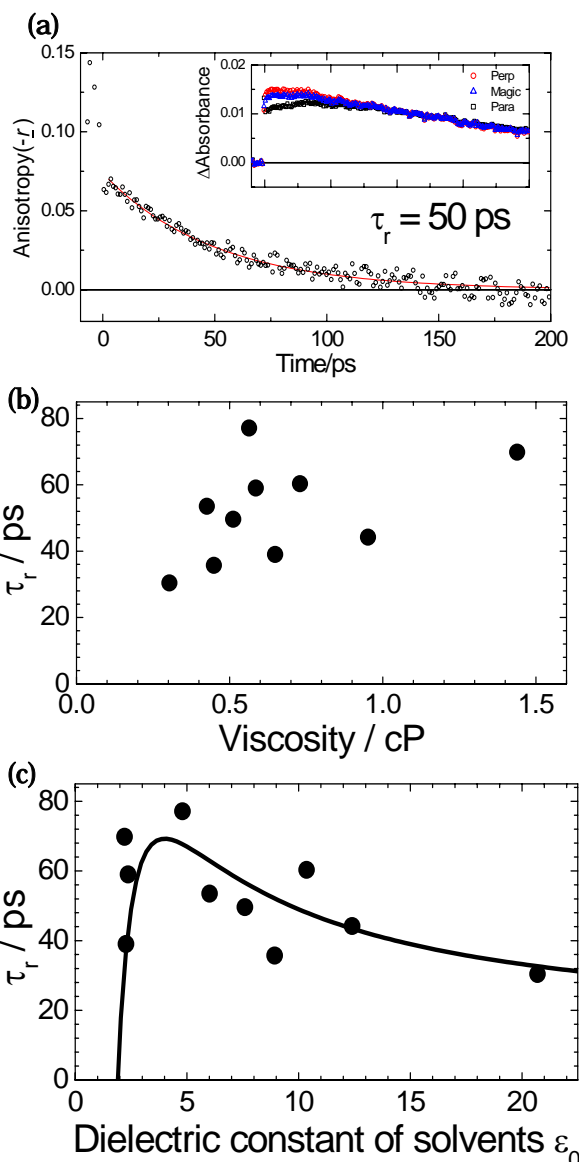 (a)
0.15
0.10
0.05
0.00
Anisotropy(-r)
0.02
0.01
0.00
ΔAbsorbance
Perp
Magic
Para
τr = 50 ps
0
50
100
150
200
Time/ps
(b)
80
60
40
20
0
τr / ps
0.0
0.5
1.0
1.5
Viscosity / cP
(c)
80
60
40
20
0
τr / ps
0
5
10
15
20
Dielectric constant of solvents ε0